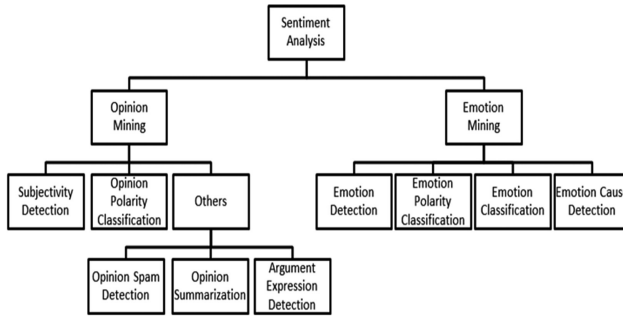 Sentiment
Analysis
Opinion
Mining
Emotion
Mining
Subjectivity
Detection
Opinion
Polarity
Classification
Others
Emotion
Detection
Emotion
Polarity
Classification
Emotion
Classification
Emotion Cause
Detection
Opinion Spam
Detection
Opinion
Summarization
Argument
Expression
Detection